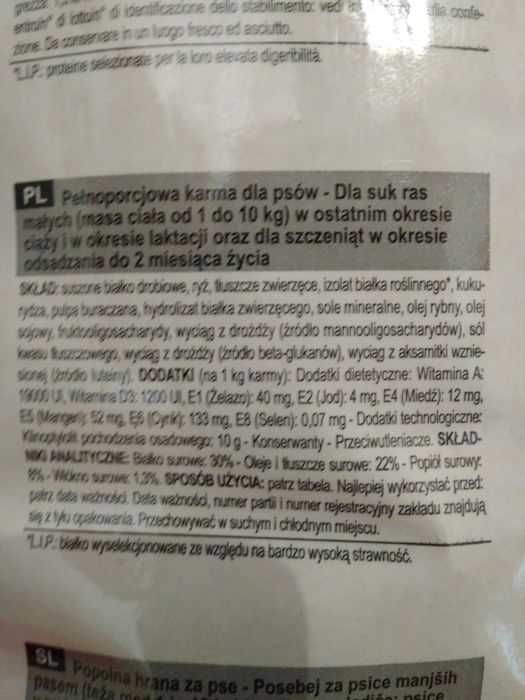 entroin° di lottoin° di identificazione dello stabilimento: vedi
zione. Da conservare in un luogo fresco ed asciutto.
*L.I.P.: proteine selezionate per la loro elevata digeribilità.
PL Pełnoporcjowa karma dla psów - Dla suk ras
małych (masa ciała od 1 do 10 kg) w ostatnim okresie
ciąży i w okresie laktacji oraz dla szczeniąt w okresie
odsadzania do 2 miesiąca życia
SKŁAD: suszone białko drobiowe, ryż, tłuszcze zwierzęce, izolat białka roślinnego*, kuku-
rydza, pulpa buraczana, hydrolizat białka zwierzęcego, sole mineralne, olej rybny, olej
sojowy, fruktooligosacharydy, wyciąg z drożdży (źródło mannooligosacharydów), sól
kwasu tłuszczowego, wyciąg z drożdży (źródło beta-glukanów), wyciąg z aksamitki wznie-
sionej (źródło luteiny). DODATKI (na 1 kg karmy): Dodatki dietetyczne: Witamina A:
UI, Witamina D3: 1200 UI, E1 (Żelazo): 40 mg, E2 (Jod): 4 mg, E4 (Miedź): 12 mg,
E5 (Mangan): 52 mg, E6 (Cynk): 133 mg, E8 (Selen): 0,07 mg - Dodatki technologiczne:
Klinoptylolit pochodzenia osadowego: 10 g - Konserwanty - Przeciwutleniacze. SKŁAD-
NIKI ANALITYCZNE: Białko surowe: 30% - Oleje i tłuszcze surowe: 22% - Popiół surowy:
8% - Włókno surowe: 1,3%. SPOSÓB UŻYCIA: patrz tabela. Najlepiej wykorzystać przed:
patrz data ważności. Data ważności, numer partii i numer rejestracyjny zakładu znajdują
się z tyłu opakowania. Przechowywać w suchym i chłodnym miejscu.
*L.I.P.: białko wyselekcjonowane ze względu na bardzo wysoką strawność.
SL Popolna hrana za pse - Posebej za psice manjših
pasem (teža